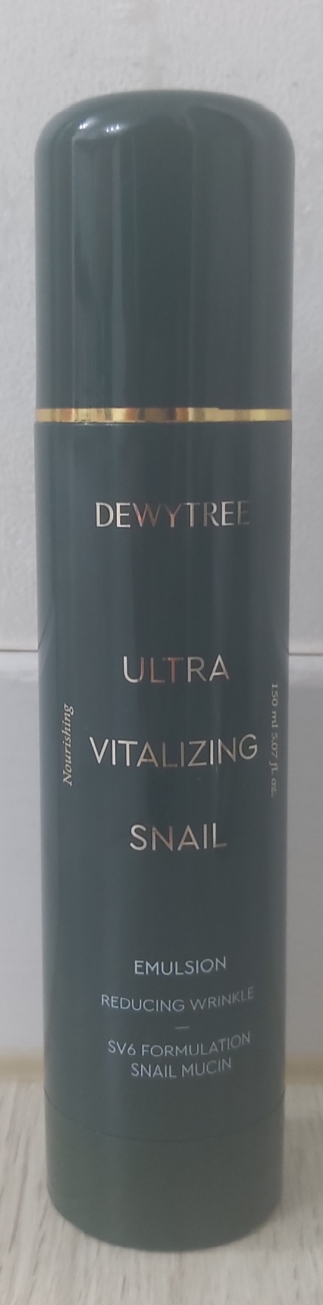 DEWYTREE
ULTRA
VITALIZING
SNAIL
Nourishing
150 ml 5.07 fl. oz.
EMULSION
REDUCING WRINKLE
SV6 FORMULATION
SNAIL MUCIN